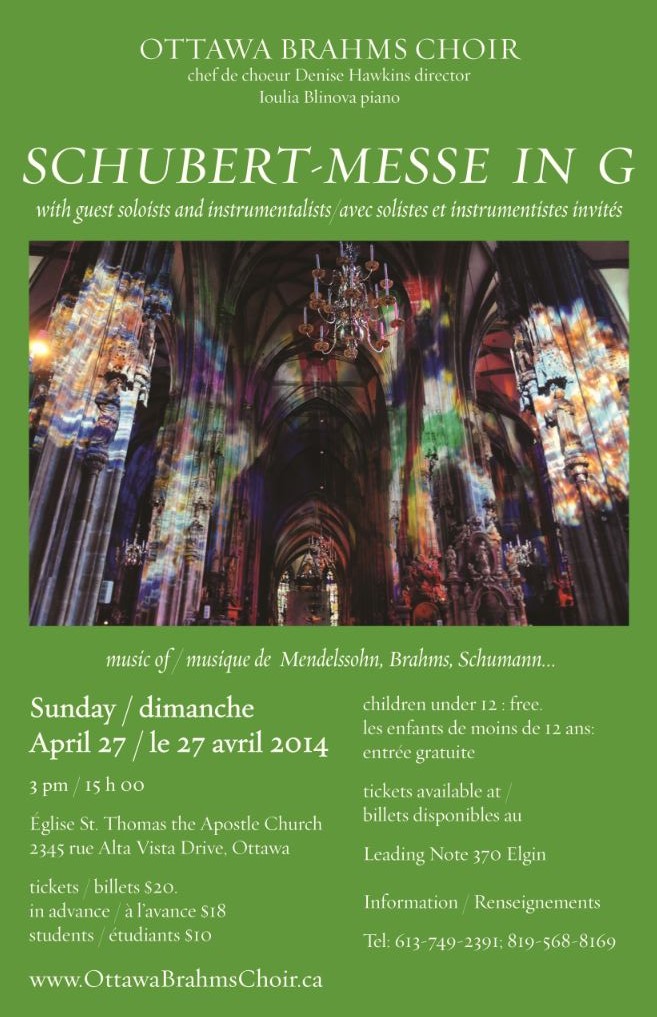 OTTAWA BRAHMS CHOIR
chef de choeur Denise Hawkins director
Ioulia Blinova piano
SCHUBERT-MESSE IN G
with guest soloists and instrumentalists/avec solistes et instrumentistes invités
music of / musique de Mendelssohn, Brahms, Schumann...
Sunday / dimanche
April 27 / le 27 avril 2014
3 pm / 15 h 00
Église St. Thomas the Apostle Church
2345 rue Alta Vista Drive, Ottawa
tickets / billets $20.
in advance / à l'avance $18
students / étudiants $10
www.OttawaBrahmsChoir.ca
children under 12 : free.
les enfants de moins de 12 ans:
entrée gratuite
tickets available at /
billets disponibles au
Leading Note 370 Elgin
Information / Renseignements
Tel: 613-749-2391; 819-568-8169